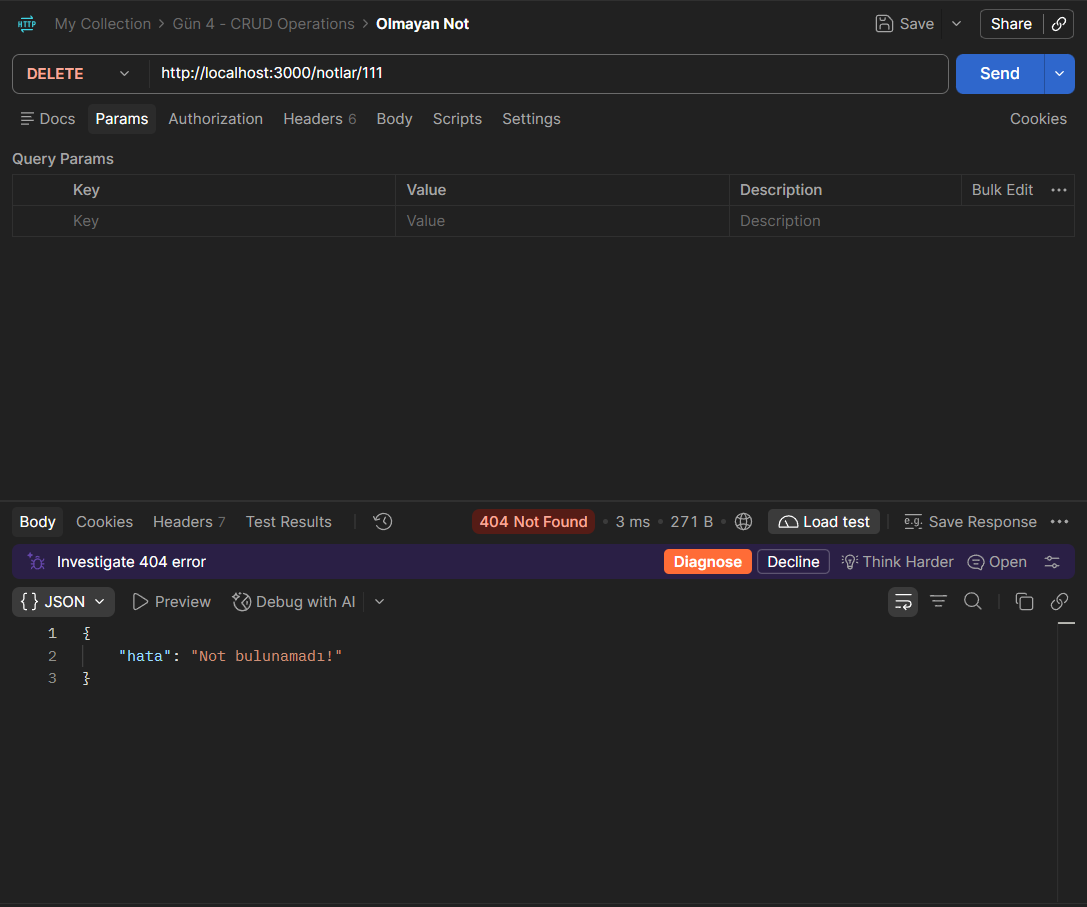 HTTP My Collection > Gün 4 - CRUD Operations > Olmayan Not Save Share
DELETE http://localhost:3000/notlar/111 Send
Docs Params Authorization Headers 6 Body Scripts Settings Cookies
Query Params
Key Value Description Bulk Edit
Key Value Description
Body Cookies Headers 7 Test Results 404 Not Found • 3 ms • 271 B • Load test e.g. Save Response
Investigate 404 error Diagnose Decline Think Harder Open
{} JSON Preview Debug with AI
1 {
2 "hata": "Not bulunamadı!"
3 }